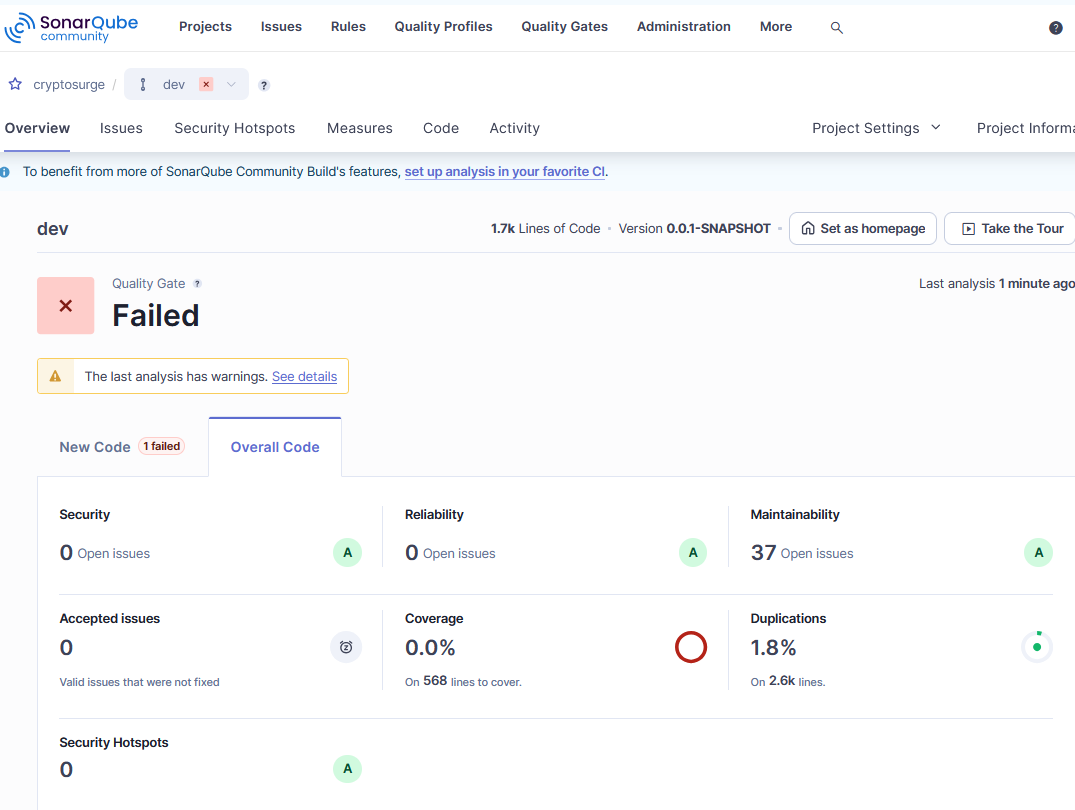 SonarQube community Projects Issues Rules Quality Profiles Quality Gates Administration More ?
cryptosurge / dev ?
Overview Issues Security Hotspots Measures Code Activity Project Settings Project Informa
To benefit from more of SonarQube Community Build's features, set up analysis in your favorite CI.
dev 1.7k Lines of Code • Version 0.0.1-SNAPSHOT • Set as homepage Take the Tour
Quality Gate ? Last analysis 1 minute ago
Failed
The last analysis has warnings. See details
New Code 1 failed Overall Code
Security Reliability Maintainability
0 Open issues A 0 Open issues A 37 Open issues A
Accepted issues Coverage Duplications
0 0.0% 1.8%
Valid issues that were not fixed On 568 lines to cover. On 2.6k lines.
Security Hotspots
0 A